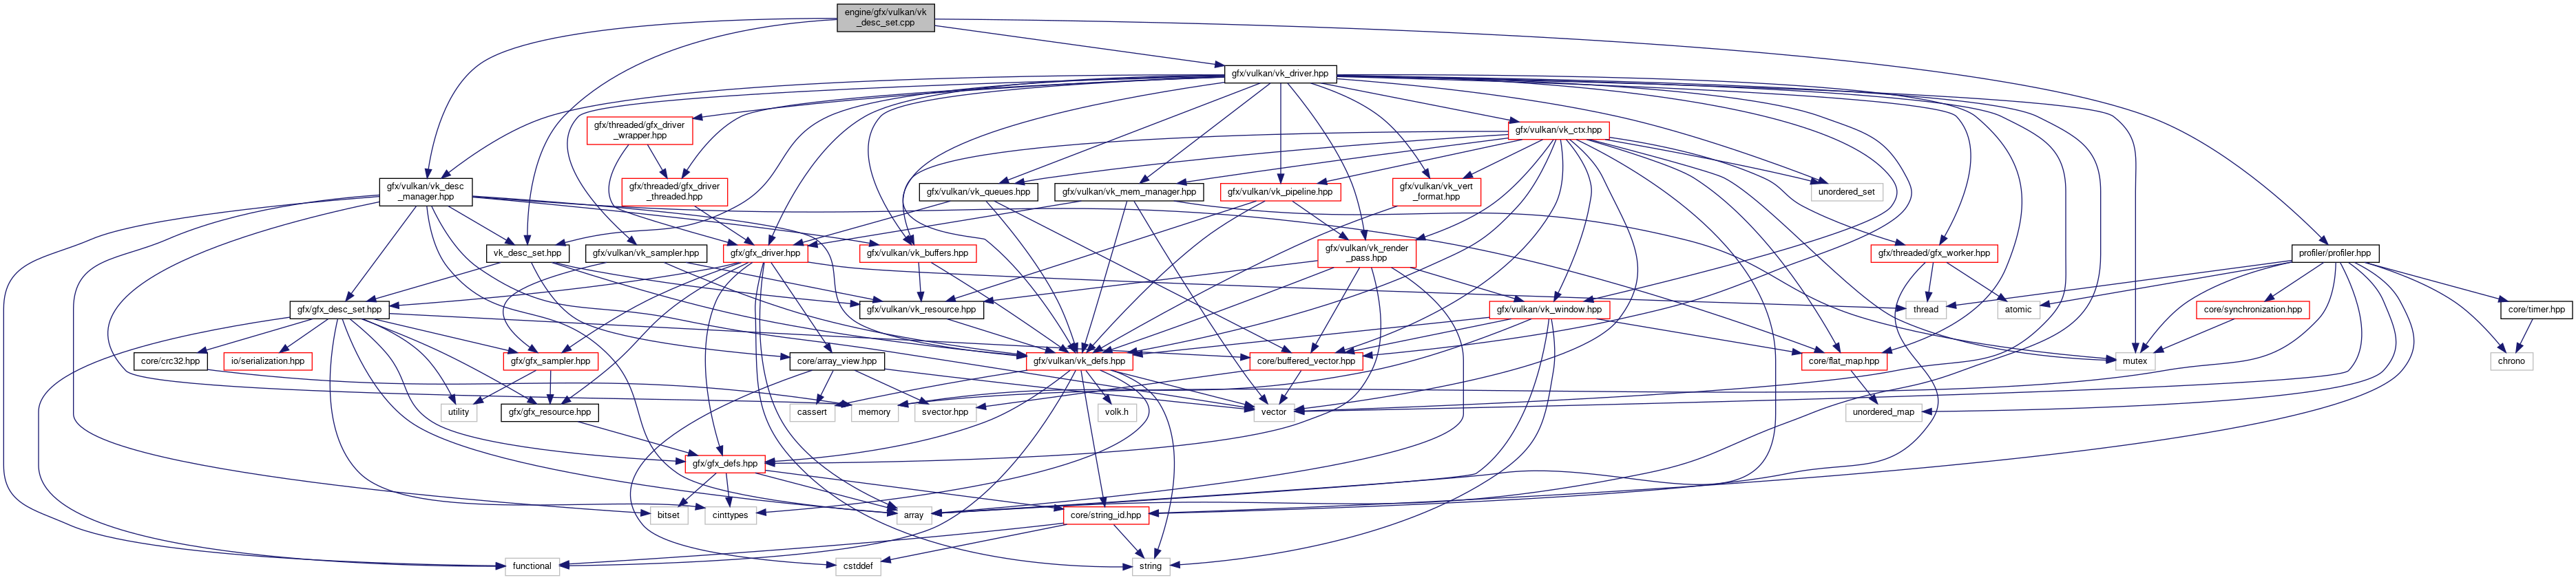 engine/gfx/vulkan/vk
_desc_set.cpp
gfx/vulkan/vk_driver.hpp
gfx/threaded/gfx_driver
_wrapper.hpp
gfx/vulkan/vk_ctx.hpp
gfx/vulkan/vk_desc
_manager.hpp
gfx/threaded/gfx_driver
_threaded.hpp
gfx/vulkan/vk_queues.hpp
gfx/vulkan/vk_mem_manager.hpp
gfx/vulkan/vk_pipeline.hpp
gfx/vulkan/vk_vert
_format.hpp
unordered_set
vk_desc_set.hpp
gfx/vulkan/vk_sampler.hpp
gfx/gfx_driver.hpp
gfx/vulkan/vk_buffers.hpp
gfx/vulkan/vk_render
_pass.hpp
gfx/threaded/gfx_worker.hpp
profiler/profiler.hpp
gfx/gfx_desc_set.hpp
gfx/vulkan/vk_resource.hpp
gfx/vulkan/vk_window.hpp
thread
atomic
core/synchronization.hpp
core/timer.hpp
core/crc32.hpp
io/serialization.hpp
gfx/gfx_sampler.hpp
core/array_view.hpp
gfx/vulkan/vk_defs.hpp
core/buffered_vector.hpp
core/flat_map.hpp
mutex
chrono
utility
gfx/gfx_resource.hpp
cassert
memory
svector.hpp
volk.h
vector
unordered_map
gfx/gfx_defs.hpp
bitset
cinttypes
array
core/string_id.hpp
functional
cstddef
string